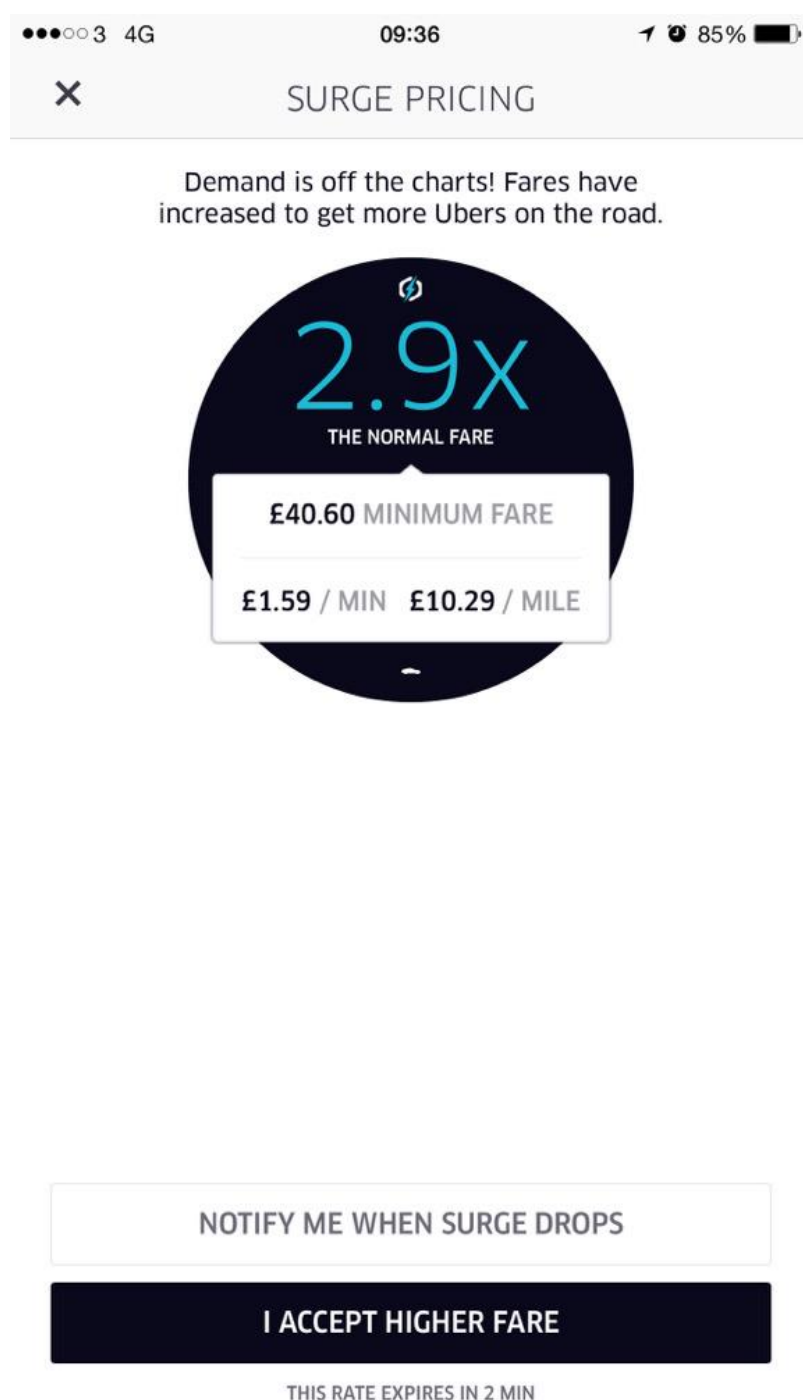 3 4G 09:36 85%
SURGE PRICING
Demand is off the charts! Fares have
increased to get more Ubers on the road.
2.9x
THE NORMAL FARE
£40.60 MINIMUM FARE
£1.59 / MIN £10.29 / MILE
NOTIFY ME WHEN SURGE DROPS
I ACCEPT HIGHER FARE
THIS RATE EXPIRES IN 2 MIN